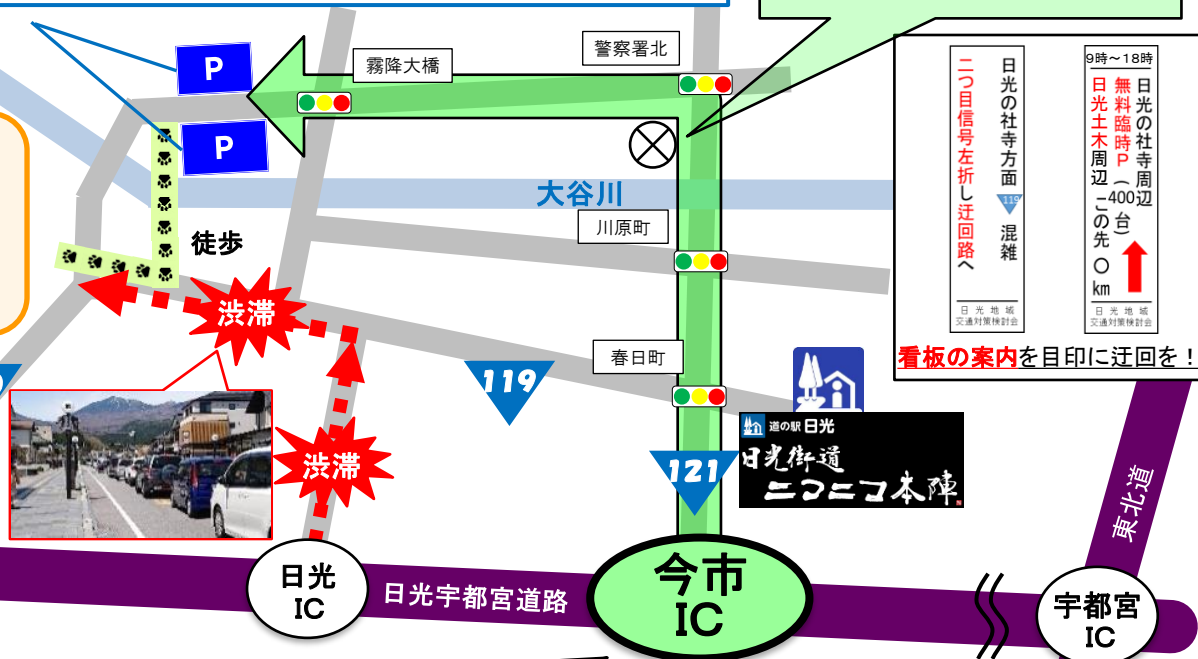 P
P
霧降大橋
警察署北
大谷川
川原町
徒歩
渋滞
渋滞
春日町
119
121
道の駅 日光
日光街道
ニコニコ本陣
日光
IC
日光宇都宮道路
今市
IC
東北道
宇都宮
IC
日光の社寺方面 119 混雑
二つ目信号左折し迂回路へ
日光地域
交通対策検討会
9時～18時
日光の社寺周辺
無料臨時P(400台)
日光土木周辺 この先 〇km
日光地域
交通対策検討会
看板の案内を目印に迂回を！